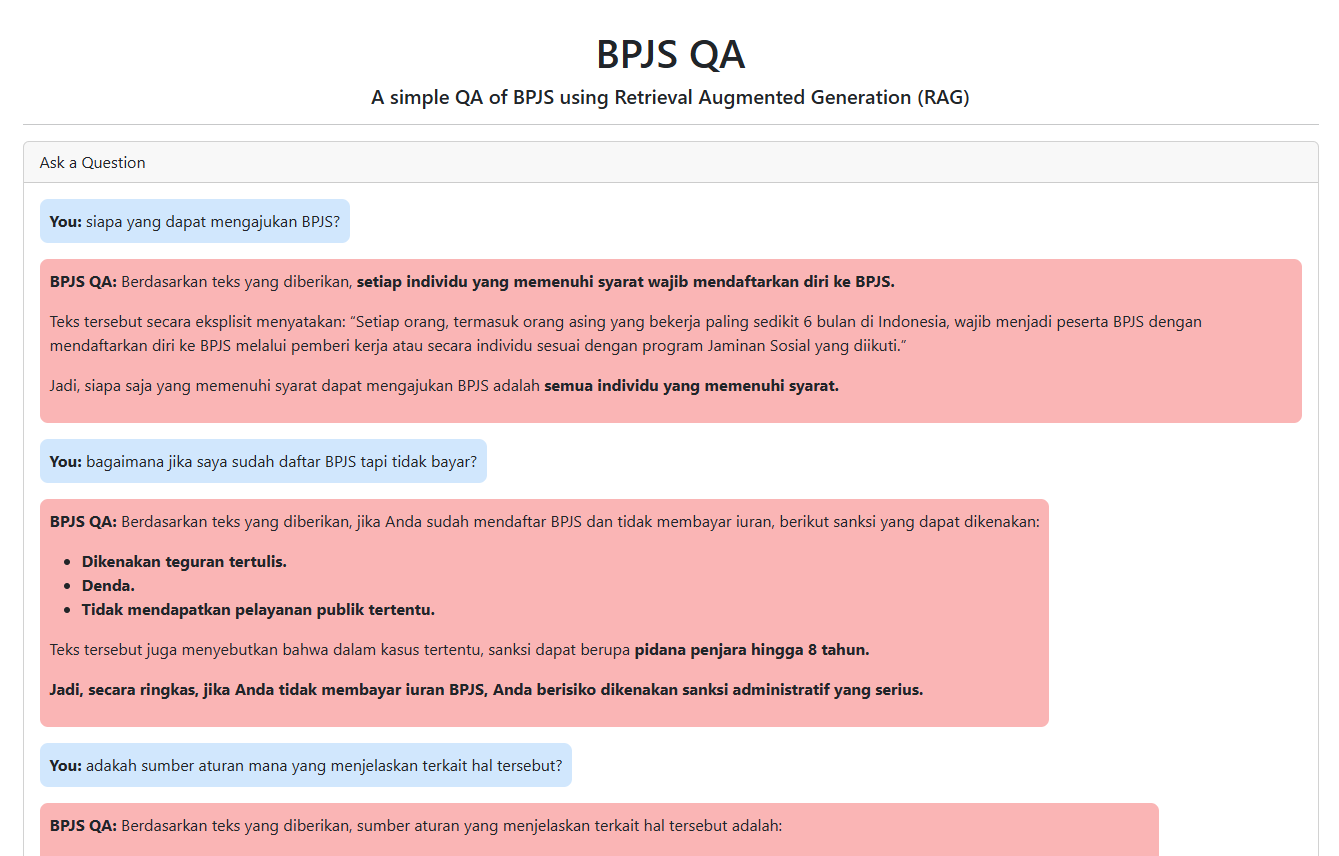 BPJS QA
A simple QA of BPJS using Retrieval Augmented Generation (RAG)
Ask a Question
You: siapa yang dapat mengajukan BPJS?
BPJS QA: Berdasarkan teks yang diberikan, setiap individu yang memenuhi syarat wajib mendaftarkan diri ke BPJS.
Teks tersebut secara eksplisit menyatakan: “Setiap orang, termasuk orang asing yang bekerja paling sedikit 6 bulan di Indonesia, wajib menjadi peserta BPJS dengan
mendaftarkan diri ke BPJS melalui pemberi kerja atau secara individu sesuai dengan program Jaminan Sosial yang diikuti.”
Jadi, siapa saja yang memenuhi syarat dapat mengajukan BPJS adalah semua individu yang memenuhi syarat.
You: bagaimana jika saya sudah daftar BPJS tapi tidak bayar?
BPJS QA: Berdasarkan teks yang diberikan, jika Anda sudah mendaftar BPJS dan tidak membayar iuran, berikut sanksi yang dapat dikenakan:
• Dikenakan teguran tertulis.
• Denda.
• Tidak mendapatkan pelayanan publik tertentu.
Teks tersebut juga menyebutkan bahwa dalam kasus tertentu, sanksi dapat berupa pidana penjara hingga 8 tahun.
Jadi, secara ringkas, jika Anda tidak membayar iuran BPJS, Anda berisiko dikenakan sanksi administratif yang serius.
You: adakah sumber aturan mana yang menjelaskan terkait hal tersebut?
BPJS QA: Berdasarkan teks yang diberikan, sumber aturan yang menjelaskan terkait hal tersebut adalah: